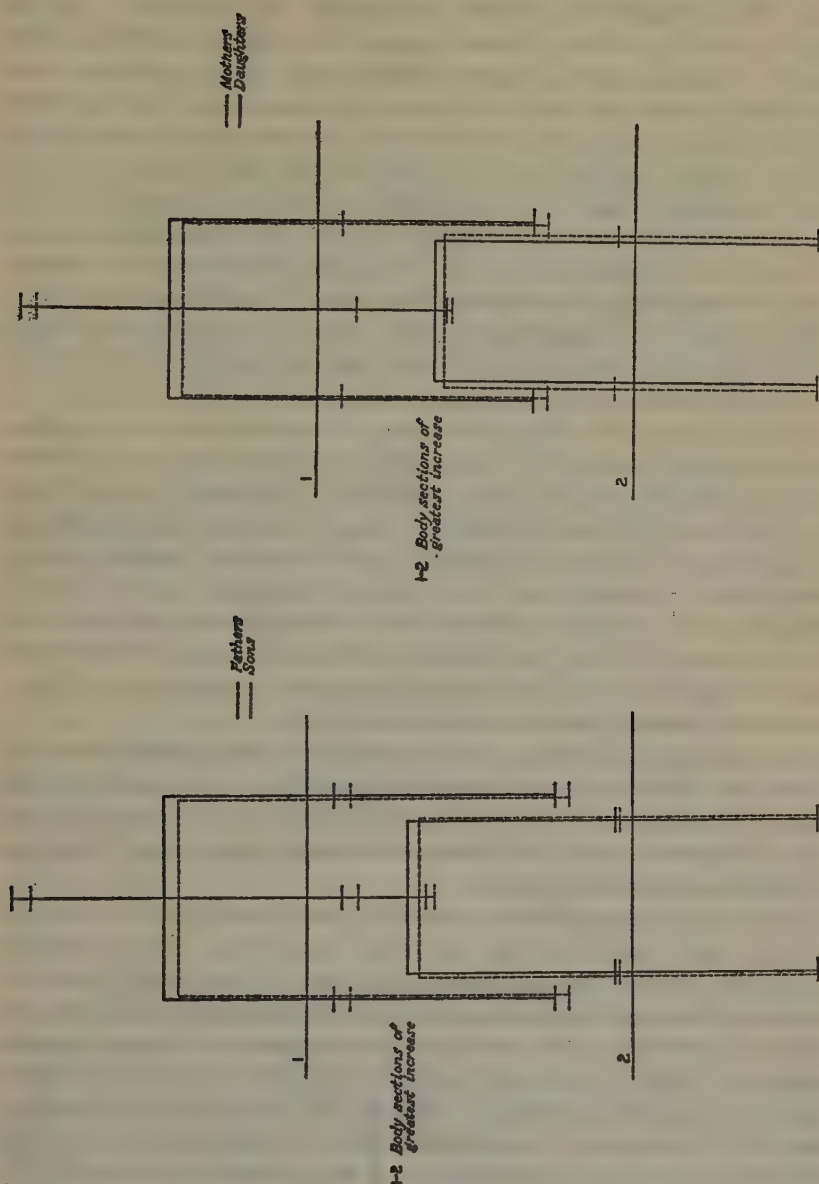 Mothers
Daughters
1
1-2 Body sections of
greatest increase
2
Fathers
Sons
1
1-2 Body sections of
greatest increase
2